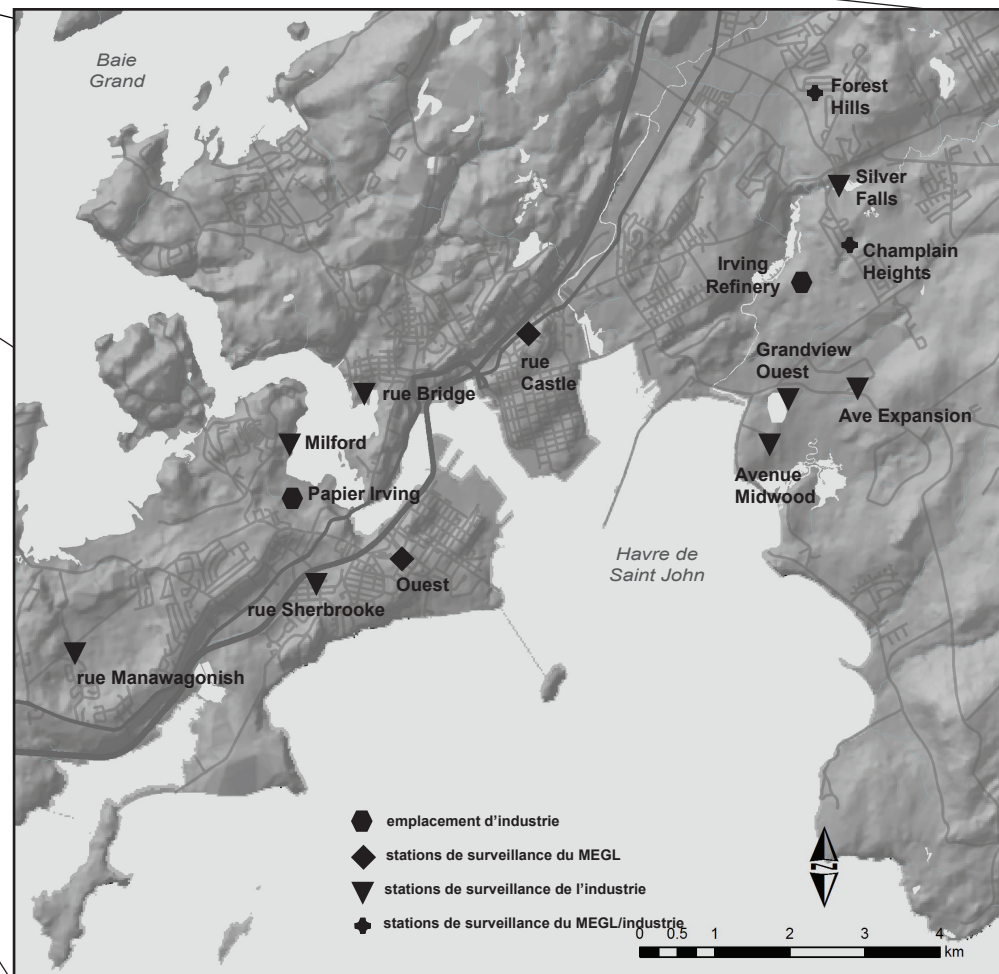 Baie
Grand
Forest
Hills
Silver
Falls
Champlain
Heights
Irving
Refinery
rue
Castle
Grandview
Ouest
rue Bridge
Ave Expansion
Milford
Avenue
Midwood
Papier Irving
Havre de
Saint John
Ouest
rue Sherbrooke
rue Manawagonish
emplacement d'industrie
stations de surveillance du MEGL
stations de surveillance de l'industrie
stations de surveillance du MEGL/industrie
N
0 0.5 1 2 3 4
km